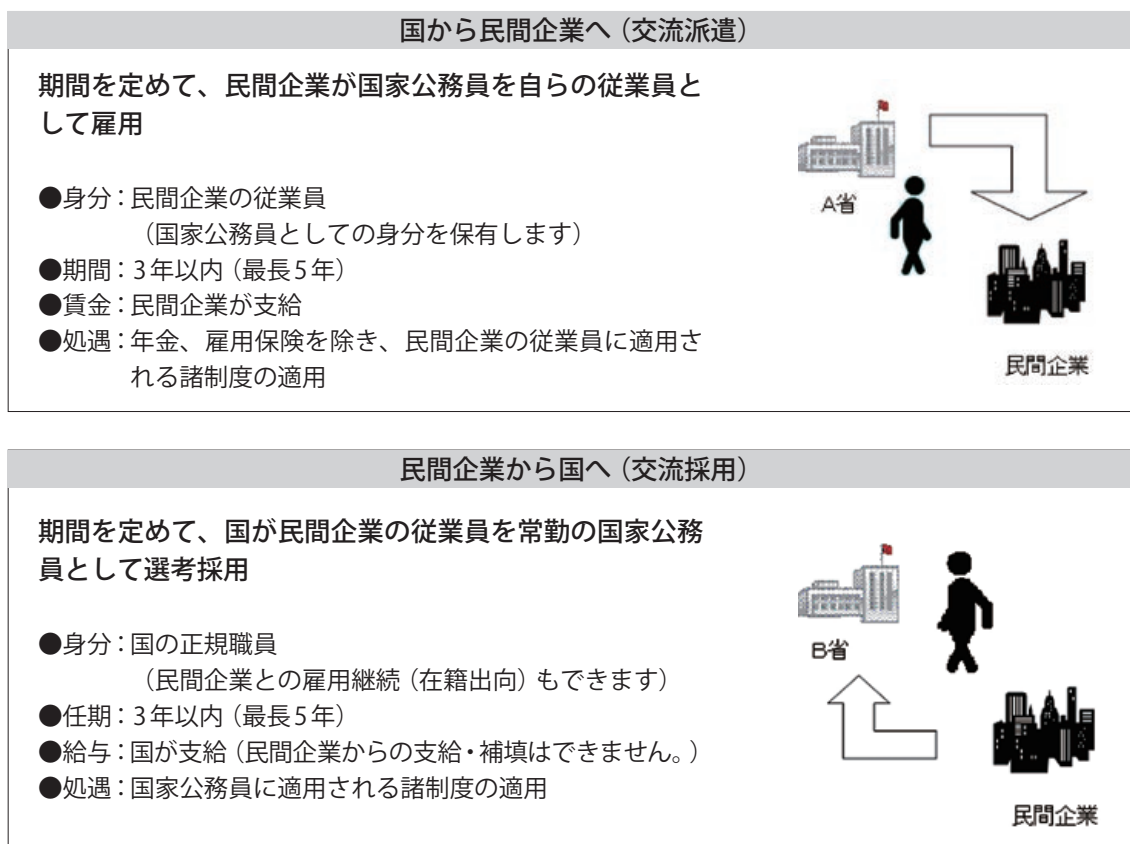 国から民間企業へ（交流派遣）
期間を定めて、民間企業が国家公務員を自らの従業員と
して雇用
●身分：民間企業の従業員
（国家公務員としての身分を保有します）
●期間：3年以内（最長5年）
●賃金：民間企業が支給
●処遇：年金、雇用保険を除き、民間企業の従業員に適用さ
れる諸制度の適用
A省
民間企業
民間企業から国へ（交流採用）
期間を定めて、国が民間企業の従業員を常勤の国家公務
員として選考採用
●身分：国の正規職員
（民間企業との雇用継続（在籍出向）もできます）
●任期：3年以内（最長5年）
●給与：国が支給（民間企業からの支給・補填はできません。）
●処遇：国家公務員に適用される諸制度の適用
B省
民間企業